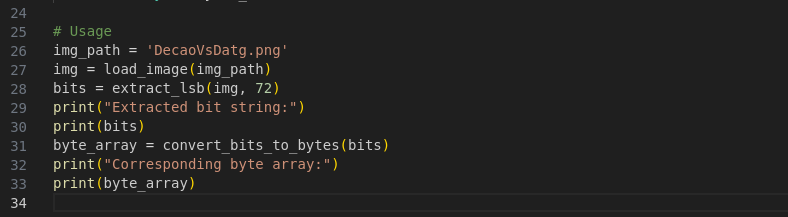 24
25 # Usage
26 img_path = 'DecaoVsDatg.png'
27 img = load_image(img_path)
28 bits = extract_lsb(img, 72)
29 print("Extracted bit string:")
30 print(bits)
31 byte_array = convert_bits_to_bytes(bits)
32 print("Corresponding byte array:")
33 print(byte_array)
34